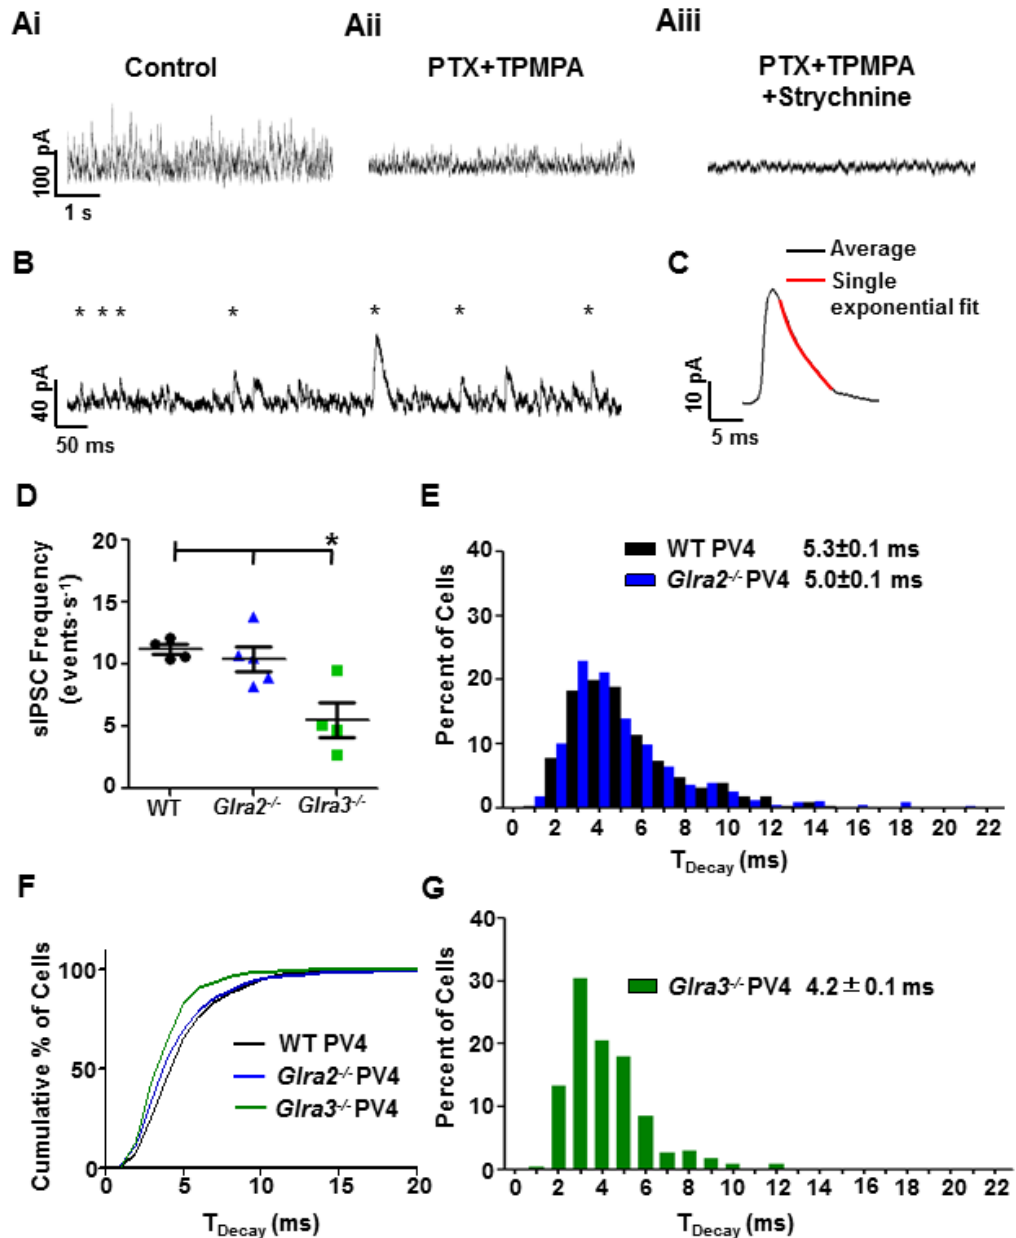 Ai
Aii
Aiii
Control
PTX+TPMPA
PTX+TPMPA
+Strychnine
100 pA
1 s
B
* * * * * * *
40 pA
50 ms
C
Average
Single
exponential fit
10 pA
5 ms
D
sIPSC Frequency
(events·s⁻¹)
20
15
10
5
0
*
WT
Glra2⁻/⁻
Glra3⁻/⁻
E
Percent of Cells
40
30
20
10
0
WT PV4 5.3±0.1 ms
Glra2⁻/⁻ PV4 5.0±0.1 ms
0 2 4 6 8 10 12 14 16 18 20 22
T_Decay (ms)
F
Cumulative % of Cells
100
50
0
WT PV4
Glra2⁻/⁻ PV4
Glra3⁻/⁻ PV4
0 5 10 15 20
T_Decay (ms)
G
Percent of Cells
40
30
20
10
0
Glra3⁻/⁻ PV4 4.2 ± 0.1 ms
0 2 4 6 8 10 12 14 16 18 20 22
T_Decay (ms)